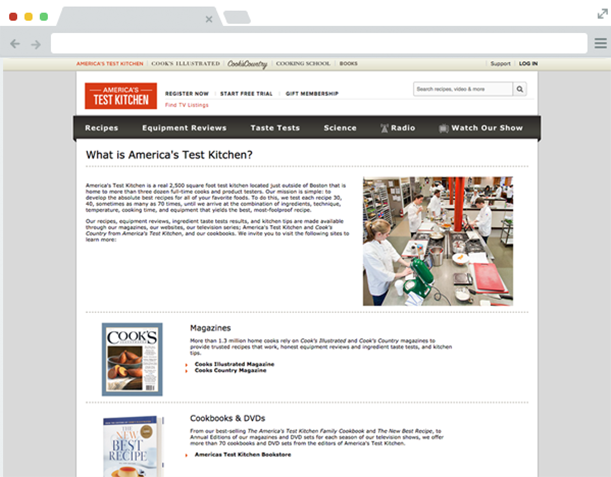 AMERICA'S TEST KITCHEN | COOK'S ILLUSTRATED | Cook'sCountry | COOKING SCHOOL | BOOKS | Support | LOG IN
AMERICA'S
TEST KITCHEN
REGISTER NOW | START FREE TRIAL | GIFT MEMBERSHIP
Find TV Listings
Search recipes, video & more
Recipes Equipment Reviews Taste Tests Science Radio Watch Our Show
What is America's Test Kitchen?
America's Test Kitchen is a real 2,500 square foot test kitchen located just outside of Boston that is
home to more than three dozen full-time cooks and product testers. Our mission is simple: to
develop the absolute best recipes for all of your favorite foods. To do this, we test each recipe 30,
40, sometimes as many as 70 times, until we arrive at the combination of ingredients, technique,
temperature, cooking time, and equipment that yields the best, most-foolproof recipe.
Our recipes, equipment reviews, ingredient taste tests results, and kitchen tips are made available
through our magazines, our websites, our television series; America's Test Kitchen and Cook's
Country from America's Test Kitchen, and our cookbooks. We invite you to visit the following sites to
learn more:
COOK'S
Magazines
More than 1.3 million home cooks rely on Cook's Illustrated and Cook's Country magazines to
provide trusted recipes that work, honest equipment reviews and ingredient taste tests, and kitchen
tips.
Cooks Illustrated Magazine
Cooks Country Magazine
THE
NEW
BEST
RECIPE
Cookbooks & DVDs
From our best-selling The America's Test Kitchen Family Cookbook and The New Best Recipe, to
Annual Editions of our magazines and DVD sets for each season of our television shows, we offer
more than 70 cookbooks and DVD sets from the editors of America's Test Kitchen.
Americas Test Kitchen Bookstore